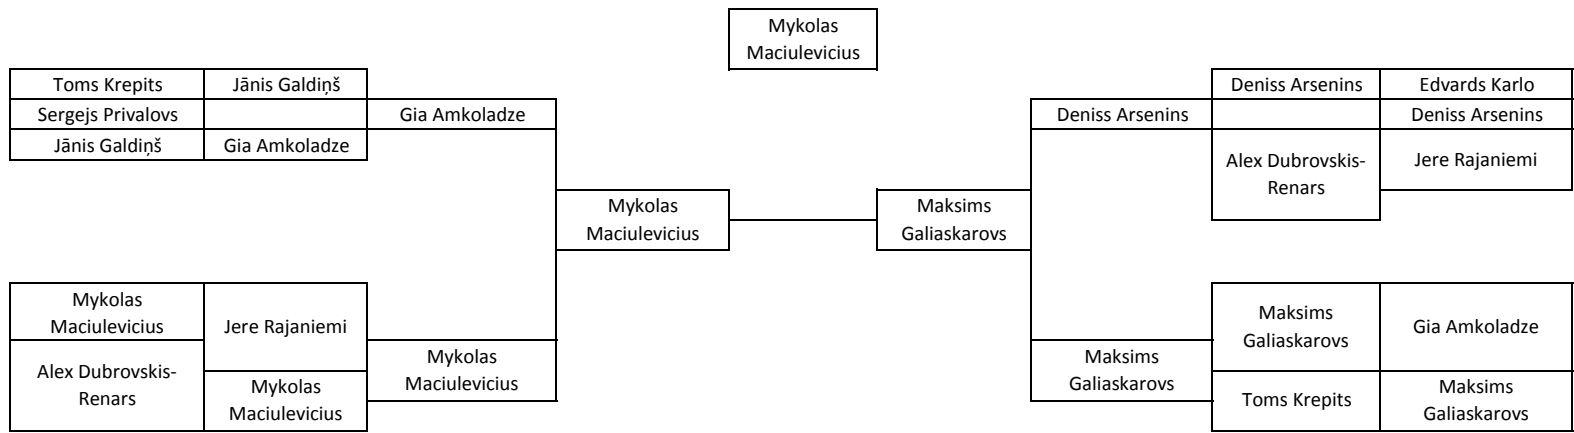 Mykolas
Maciulevicius
Toms Krepits
Jānis Galdiņš
Deniss Arsenins
Edvards Karlo
Sergejs Privalovs
Gia Amkoladze
Deniss Arsenins
Deniss Arsenins
Jānis Galdiņš
Gia Amkoladze
Alex Dubrovskis-
Renars
Jere Rajaniemi
Mykolas
Maciulevicius
Maksims
Galiaskarovs
Mykolas
Maciulevicius
Jere Rajaniemi
Maksims
Galiaskarovs
Gia Amkoladze
Alex Dubrovskis-
Renars
Mykolas
Maciulevicius
Mykolas
Maciulevicius
Maksims
Galiaskarovs
Toms Krepits
Maksims
Galiaskarovs